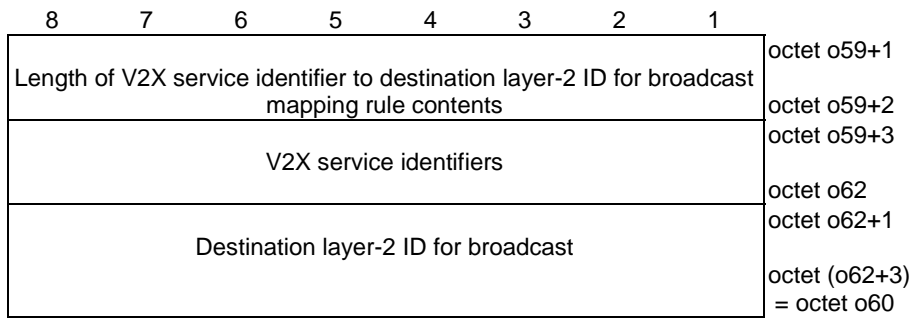 8 7 6 5 4 3 2 1
Length of V2X service identifier to destination layer-2 ID for broadcast
mapping rule contents
octet o59+1
octet o59+2
V2X service identifiers
octet o59+3
octet o62
Destination layer-2 ID for broadcast
octet o62+1
octet (o62+3)
= octet o60